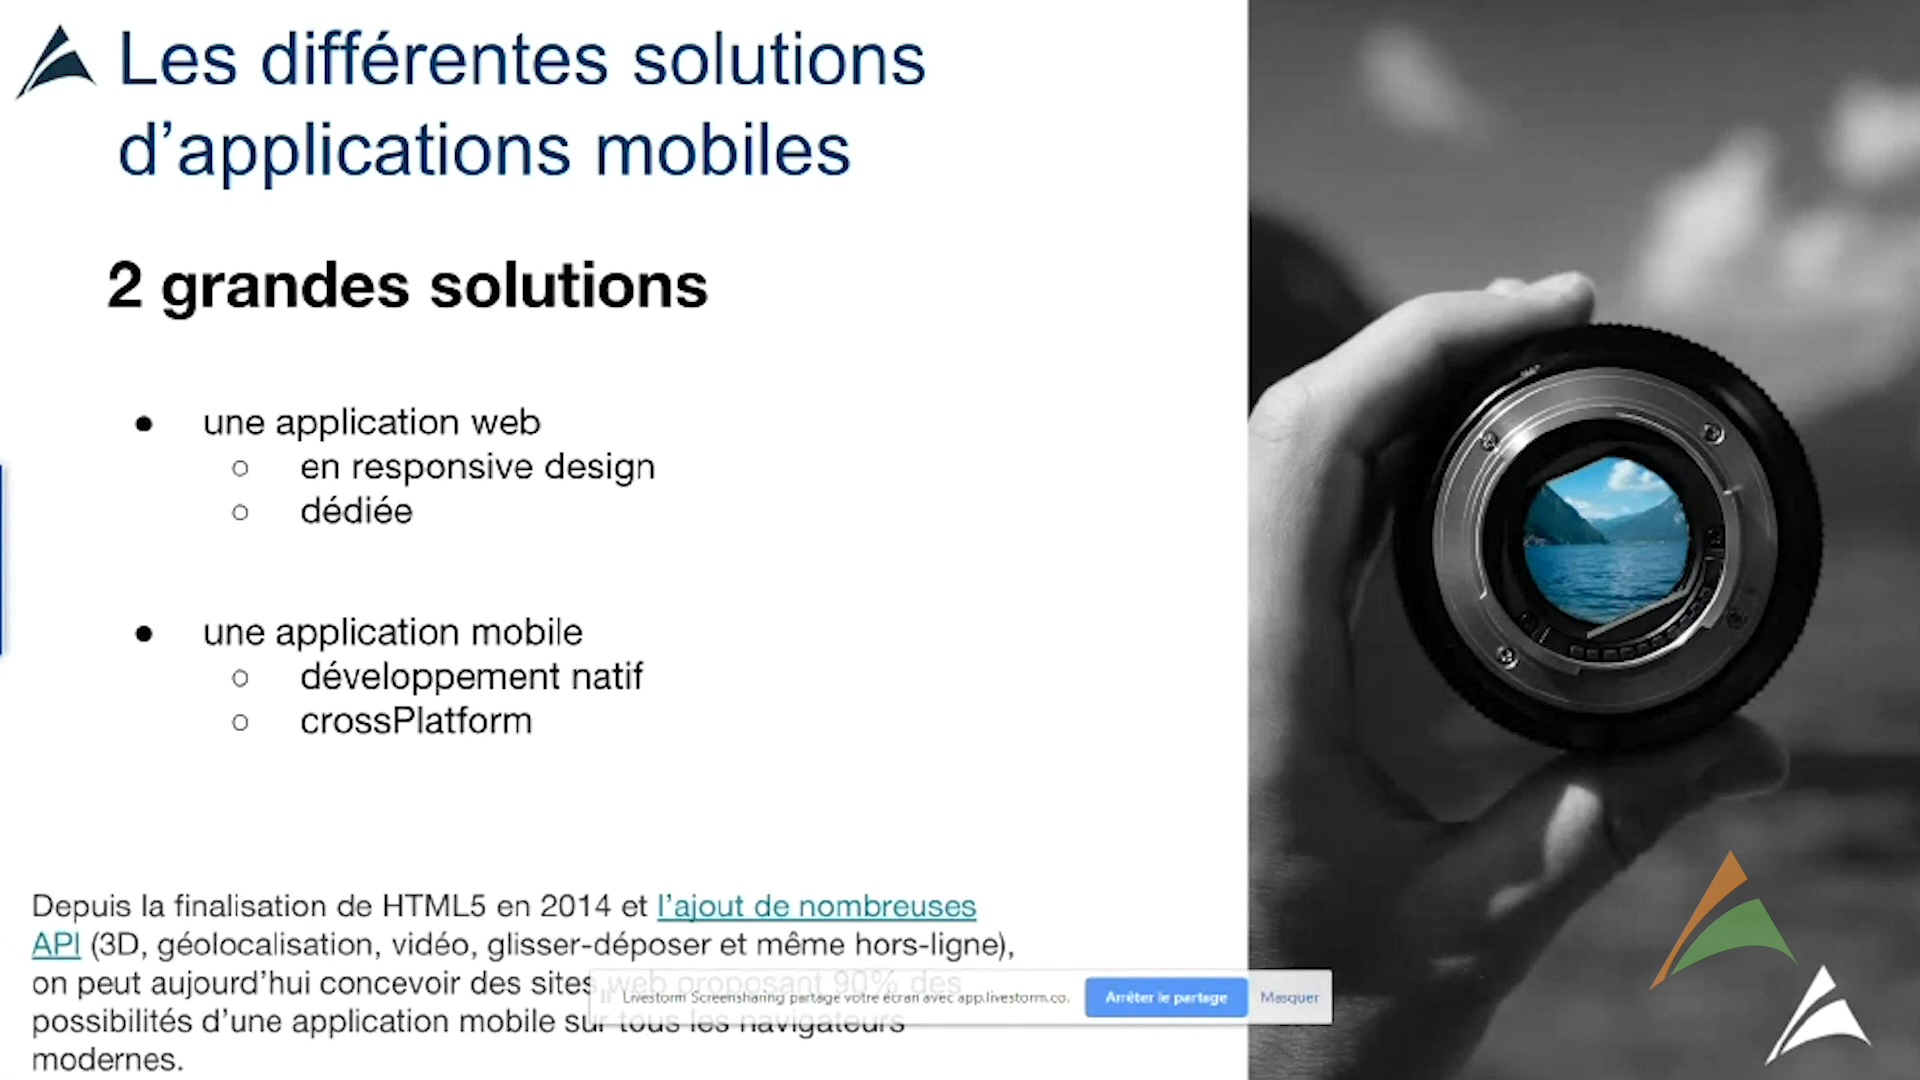 Les différentes solutions
d’applications mobiles
2 grandes solutions
● une application web
○ en responsive design
○ dédiée
● une application mobile
○ développement natif
○ crossPlatform
Depuis la finalisation de HTML5 en 2014 et l’ajout de nombreuses
API (3D, géolocalisation, vidéo, glisser-déposer et même hors-ligne),
on peut aujourd’hui concevoir des sites web proposant 90% des
possibilités d’une application mobile sur tous les navigateurs
modernes.
Livestorm Screensharing partage votre écran avec app.livestorm.co. Arrêter le partage Masquer